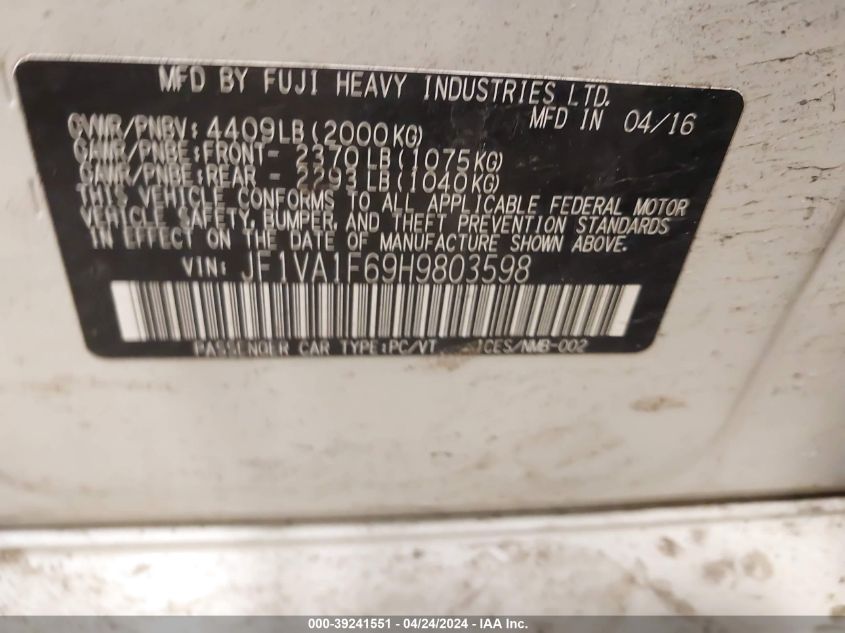 MFD BY FUJI HEAVY INDUSTRIES LTD.
MFD IN 04/16
GVWR/PNBV: 4409LB(2000KG)
GAWR/PNBE:FRONT- 2370LB(1075KG)
GAWR/PNBE:REAR - 2293LB(1040KG)
THIS VEHICLE CONFORMS TO ALL APPLICABLE FEDERAL MOTOR
VEHICLE SAFETY, BUMPER, AND THEFT PREVENTION STANDARDS
IN EFFECT ON THE DATE OF MANUFACTURE SHOWN ABOVE.
VIN: JF1VA1F69H9803598
PASSENGER CAR TYPE:PC/VT ICES/NMB-002
000-39241551 - 04/24/2024 - IAA Inc.